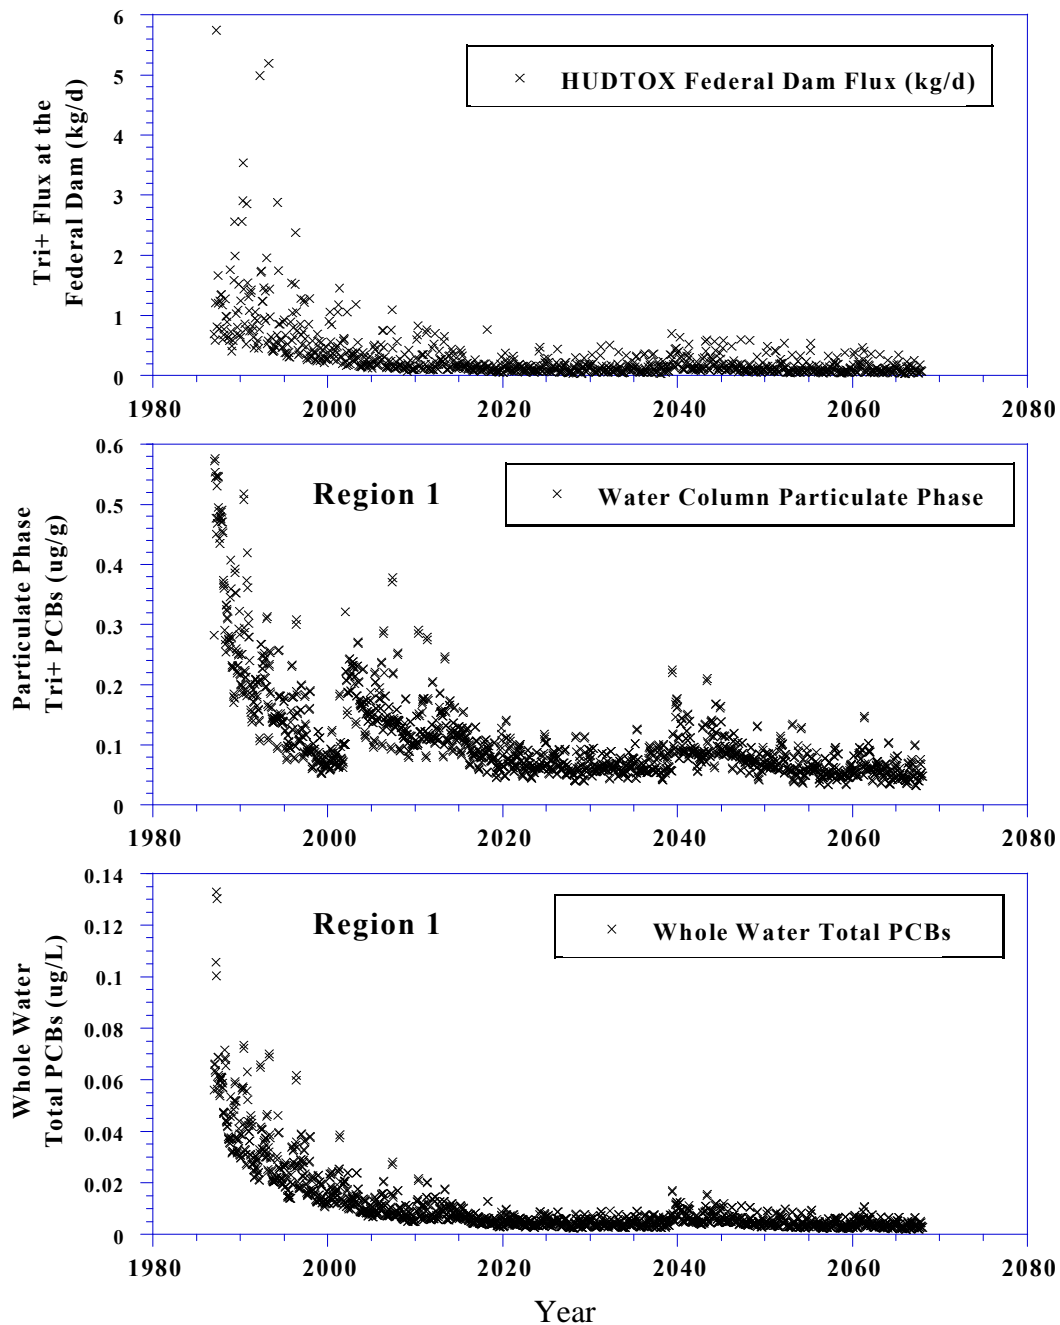 Tri+ Flux at the
Federal Dam (kg/d)
6
5
4
3
2
1
0
HUDTOX Federal Dam Flux (kg/d)
1980 2000 2020 2040 2060 2080
Particulate Phase
Tri+ PCBs (ug/g)
0.6
0.5
0.4
0.3
0.2
0.1
0
Region 1
Water Column Particulate Phase
1980 2000 2020 2040 2060 2080
Whole Water
Total PCBs (ug/L)
0.14
0.12
0.1
0.08
0.06
0.04
0.02
0
Region 1
Whole Water Total PCBs
1980 2000 2020 2040 2060 2080
Year